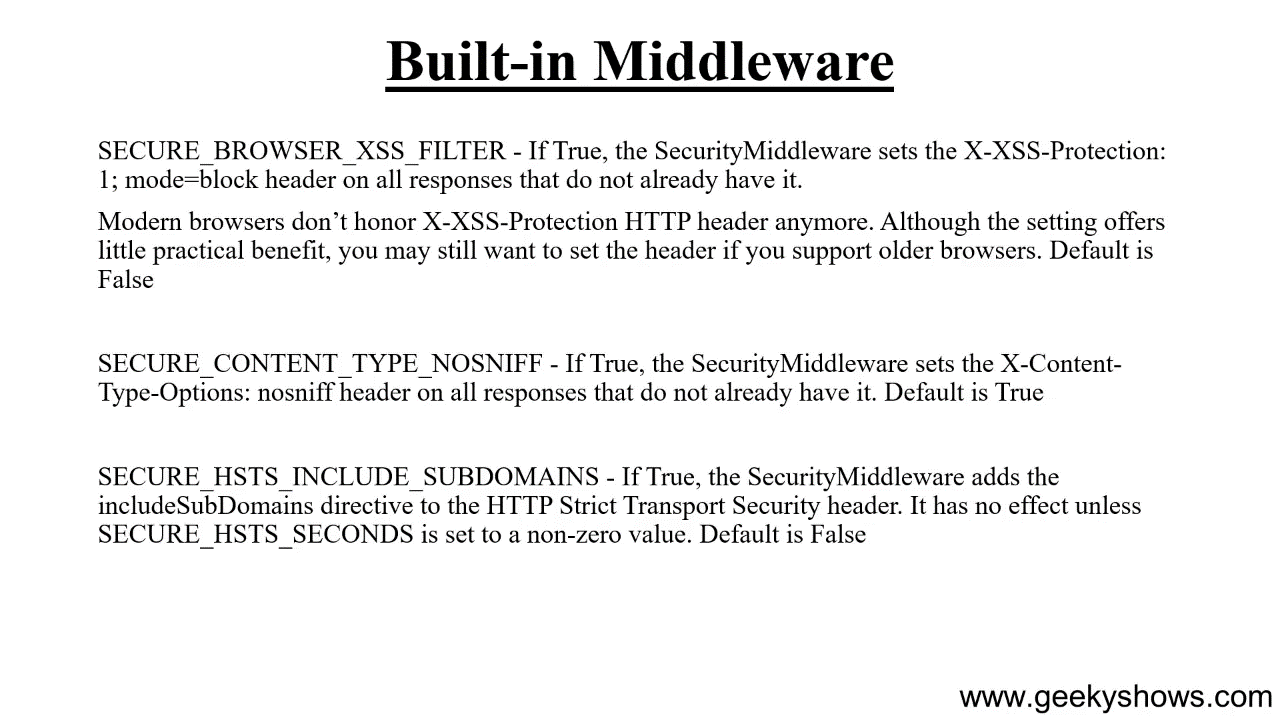 Built-in Middleware
SECURE_BROWSER_XSS_FILTER - If True, the SecurityMiddleware sets the X-XSS-Protection:
1; mode=block header on all responses that do not already have it.
Modern browsers don’t honor X-XSS-Protection HTTP header anymore. Although the setting offers
little practical benefit, you may still want to set the header if you support older browsers. Default is
False
SECURE_CONTENT_TYPE_NOSNIFF - If True, the SecurityMiddleware sets the X-Content-
Type-Options: nosniff header on all responses that do not already have it. Default is True
SECURE_HSTS_INCLUDE_SUBDOMAINS - If True, the SecurityMiddleware adds the
includeSubDomains directive to the HTTP Strict Transport Security header. It has no effect unless
SECURE_HSTS_SECONDS is set to a non-zero value. Default is False
www.geekyshows.com